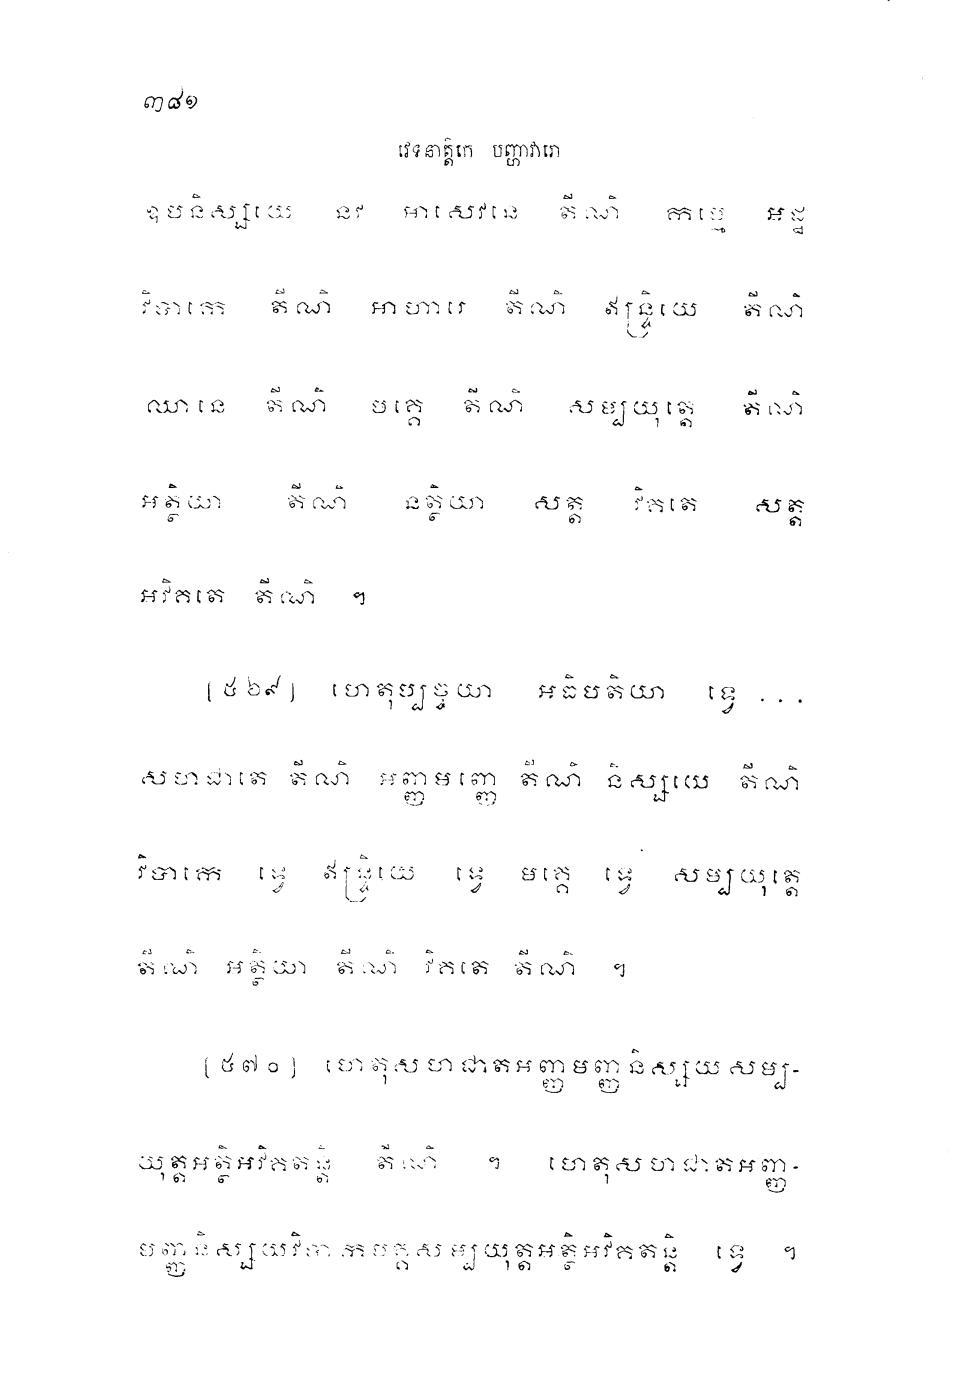 ៣៨១
វេទនាត្តិកេ បញ្ហាវារោ
ឧបនិស្សយេ នវ អាសេវនេ តីណិ កម្មេ អដ្ឋ
វិបាកេ តីណិ អាហារេ តីណិ ឥន្ទ្រិយេ តីណិ
ឈានេ តីណិ មគ្គេ តីណិ សម្បយុត្តេ តីណិ
អត្ថិយា តីណិ នត្ថិយា សត្ត វិគតេ សត្ត
អវិគតេ តីណិ ។
[៥៦៩] ហេតុប្បច្ចយា អធិបតិយា ទ្វេ ...
សហជាតេ តីណិ អញ្ញមញ្ញេ តីណិ និស្សយេ តីណិ
វិបាកេ ទ្វេ ឥន្ទ្រិយេ ទ្វេ មគ្គេ ទ្វេ សម្បយុត្តេ
តីណិ អត្ថិយា តីណិ វិគតេ តីណិ ។
[៥៧០] ហេតុសហជាតអញ្ញមញ្ញនិស្សយសម្ប-
យុត្តអត្ថិអវិគតន្តិ តីណិ ។ ហេតុសហជាតអញ្ញ-
មញ្ញនិស្សយវិបាកមគ្គសម្បយុត្តអត្ថិអវិគតន្តិ ទ្វេ ។